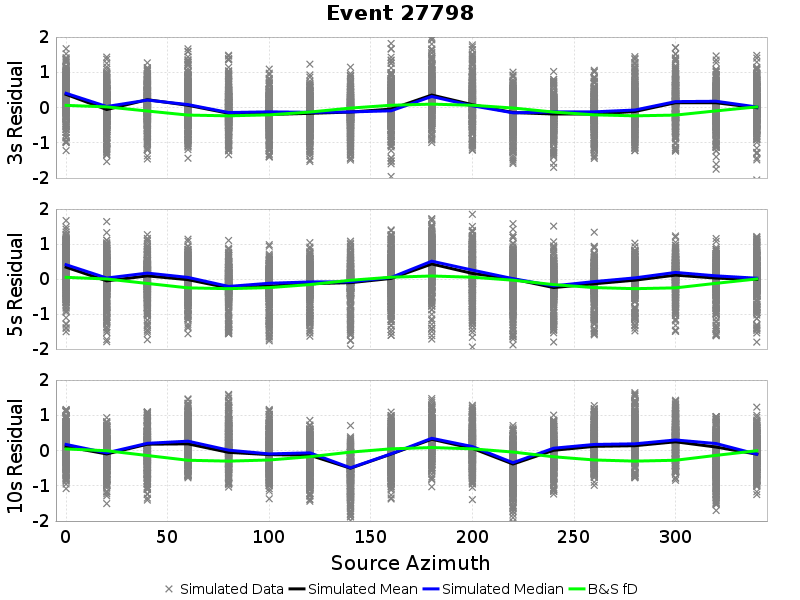 Event 27798
2
1
0
-1
-2
3s Residual
2
1
0
-1
-2
5s Residual
2
1
0
-1
-2
10s Residual
0 50 100 150 200 250 300
Source Azimuth
Simulated Data Simulated Mean Simulated Median B&S fD